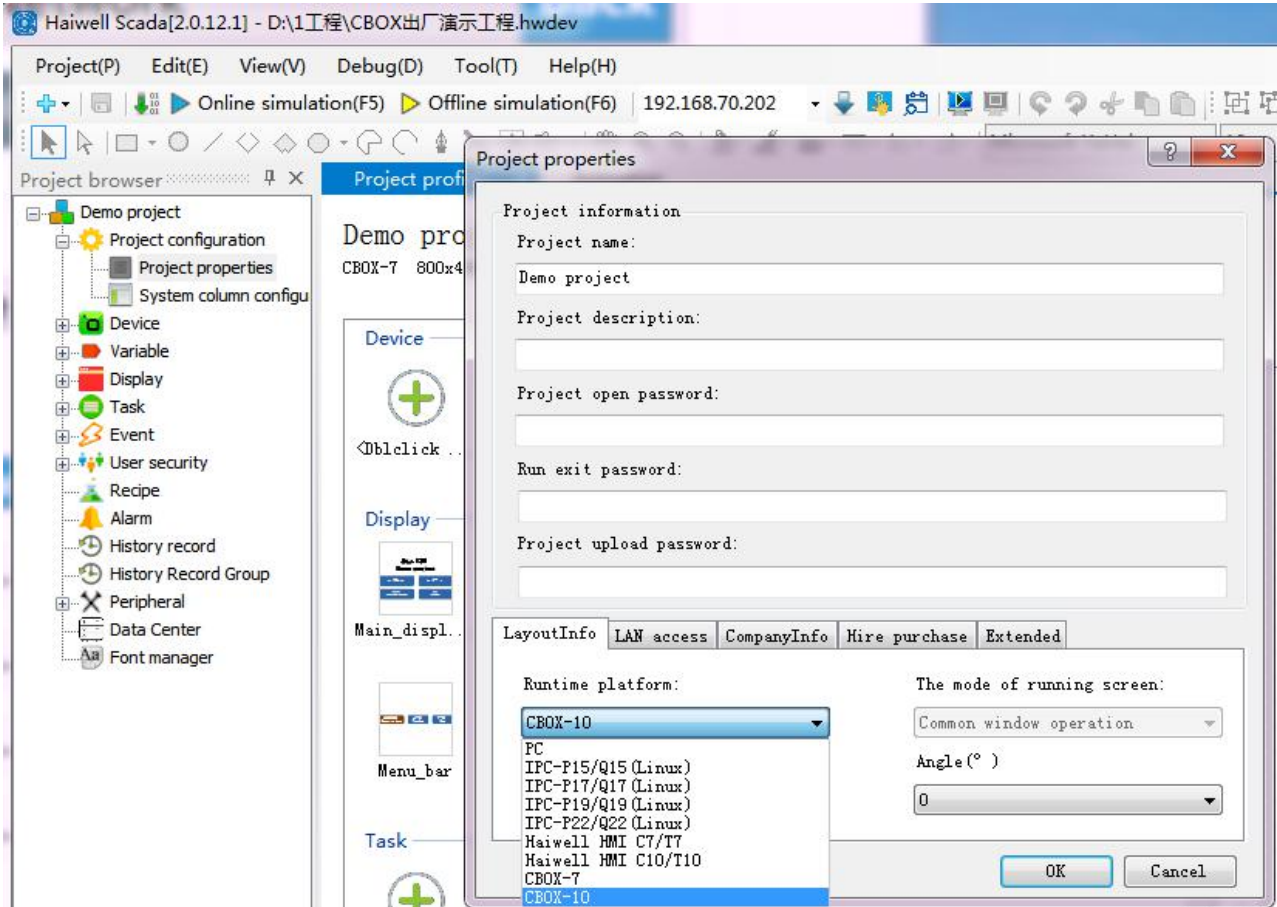 Haiwell Scada[2.0.12.1] - D:\1工程\CBOX出厂演示工程.hwdev
Project(P) Edit(E) View(V) Debug(D) Tool(T) Help(H)
Online simulation(F5) Offline simulation(F6) 192.168.70.202
Project browser
Demo project
Project configuration
Project properties
System column configu
Device
Variable
Display
Task
Event
User security
Recipe
Alarm
History record
History Record Group
Peripheral
Data Center
Font manager
Project profi
Demo pro
CBOX-7 800x4
Device
<Dblclick ..
Display
Main_displ..
Menu_bar
Task
Project properties
Project information
Project name:
Demo project
Project description:
Project open password:
Run exit password:
Project upload password:
LayoutInfo LAN access CompanyInfo Hire purchase Extended
Runtime platform: The mode of running screen:
CBOX-10 Common window operation
PC
IPC-P15/Q15(Linux)
Angle(° )
IPC-P17/Q17(Linux)
IPC-P19/Q19(Linux)
0
IPC-P22/Q22(Linux)
Haiwell HMI C7/T7
Haiwell HMI C10/T10
CBOX-7
CBOX-10
OK Cancel